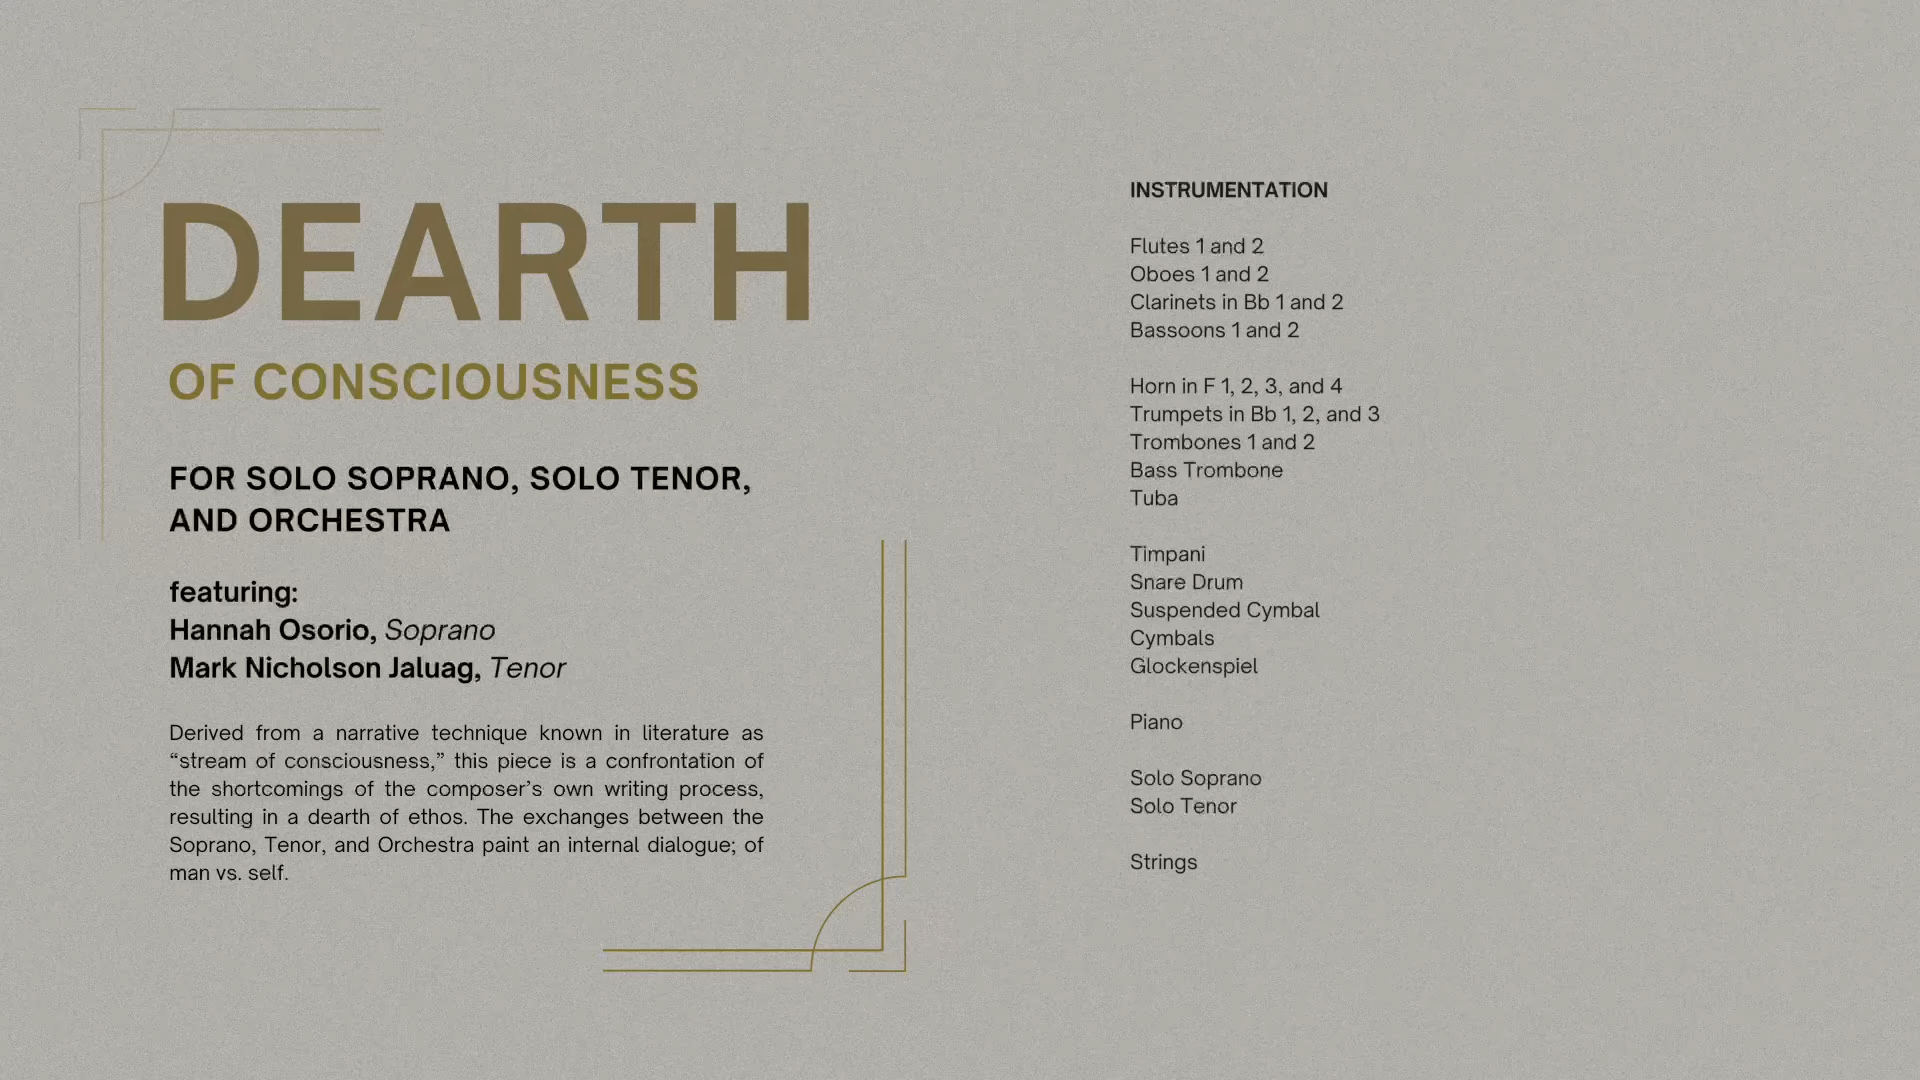 DEARTH
OF CONSCIOUSNESS
FOR SOLO SOPRANO, SOLO TENOR,
AND ORCHESTRA
featuring:
Hannah Osorio, Soprano
Mark Nicholson Jaluag, Tenor
Derived from a narrative technique known in literature as
“stream of consciousness,” this piece is a confrontation of
the shortcomings of the composer’s own writing process,
resulting in a dearth of ethos. The exchanges between the
Soprano, Tenor, and Orchestra paint an internal dialogue; of
man vs. self.
INSTRUMENTATION
Flutes 1 and 2
Oboes 1 and 2
Clarinets in Bb 1 and 2
Bassoons 1 and 2
Horn in F 1, 2, 3, and 4
Trumpets in Bb 1, 2, and 3
Trombones 1 and 2
Bass Trombone
Tuba
Timpani
Snare Drum
Suspended Cymbal
Cymbals
Glockenspiel
Piano
Solo Soprano
Solo Tenor
Strings